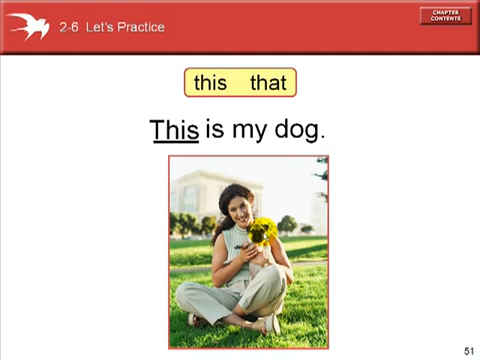 2-6 Let's Practice
CHAPTER
CONTENTS
this that
This is my dog.
51